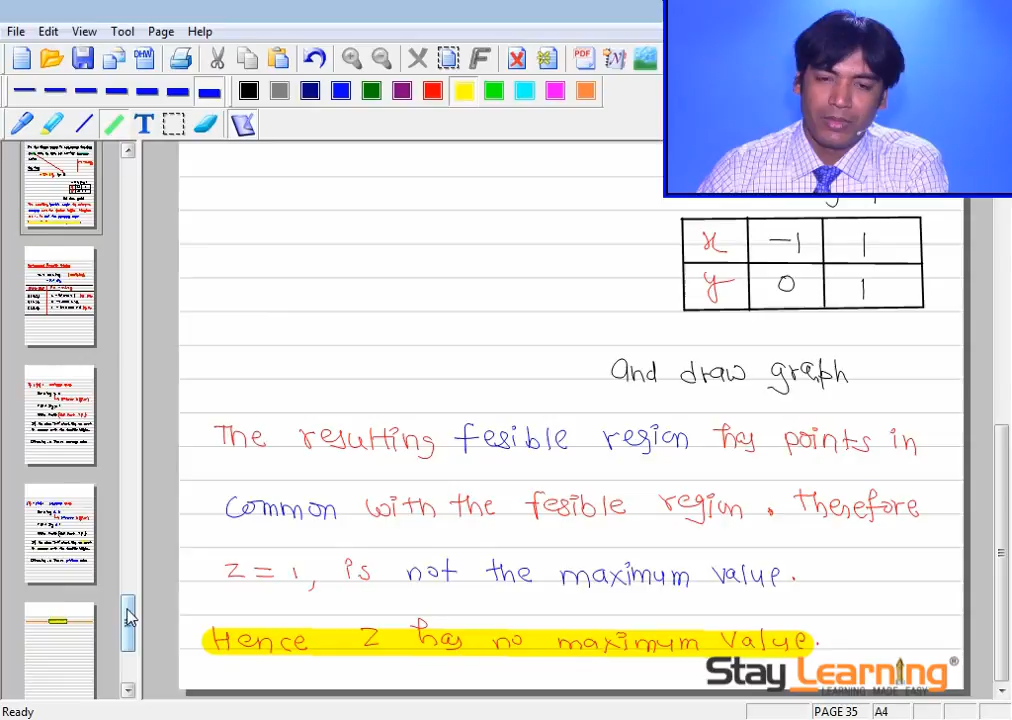 File Edit View Tool Page Help
x -1 1
y 0 1
And draw graph
The resulting fesible region has points in
common with the fesible region. Therefore
z = 1, is not the maximum value.
Hence Z has no maximum value.
Stay Learning®
LEARNING MADE EASY
Ready PAGE 35 A4